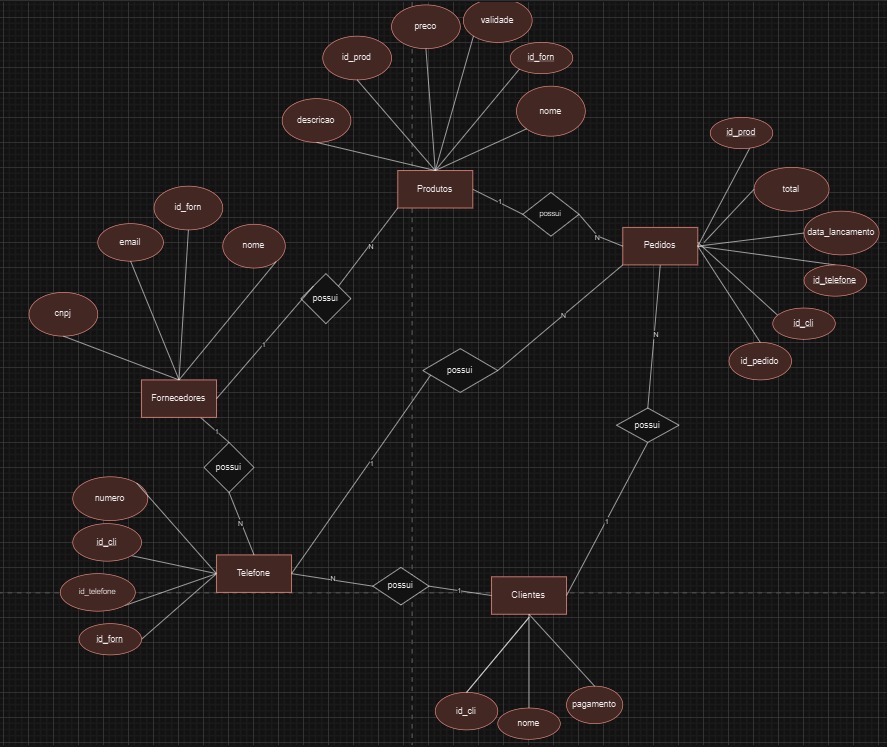 validade
preco
id_prod
id_forn
nome
descricao
id_prod
Produtos
total
1
possui
id_forn
data_lancamento
N
Pedidos
email
nome
N
id_telefone
possui
cnpj
N
id_cli
N
1
id_pedido
possui
Fornecedores
possui
1
possui
1
numero
N
1
id_cli
Telefone
N
possui
1
Clientes
id_telefone
id_forn
id_cli
nome
pagamento